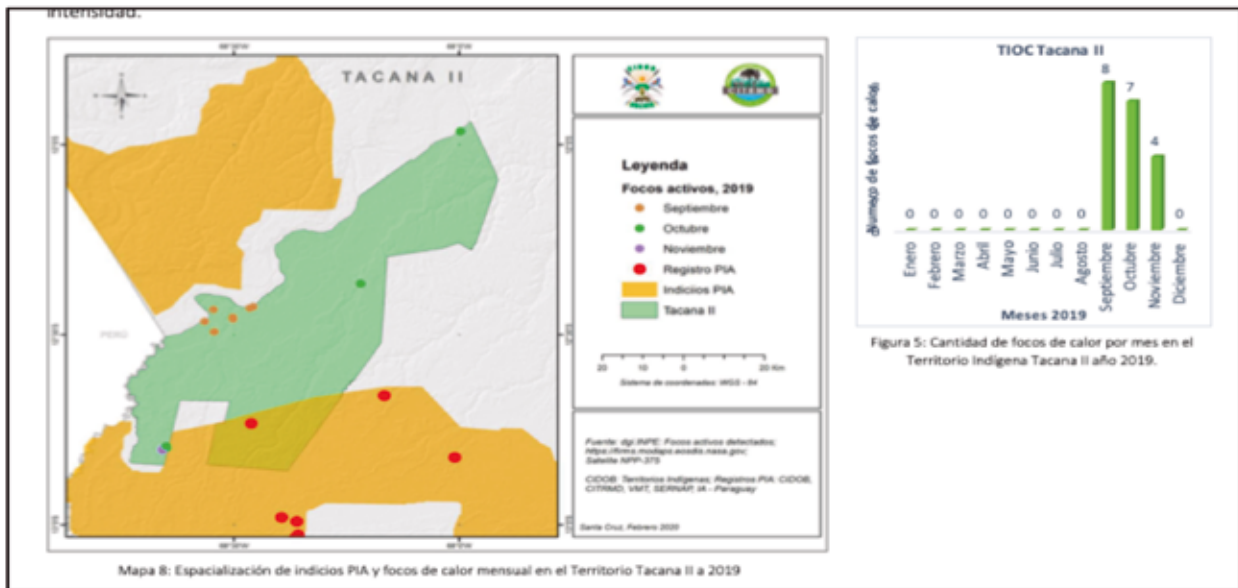 intensidad.
TACANA II
PERÚ
Leyenda
Focos activos, 2019
Septiembre
Octubre
Noviembre
Registro PIA
Indicios PIA
Tacana II
20 10 0 20 Km
Sistema de coordenadas: WGS - 84
Fuente: dgi.INPE: Focos activos detectados;
https://firms.modaps.eosdis.nasa.gov;
Satelite NPP-375
CIDOB: Territorios Indígenas; Registros PIA: CIDOB,
CITRMD, VMT, SERNAP, IA - Paraguay
Santa Cruz, Febrero 2020
Mapa 8: Espacialización de indicios PIA y focos de calor mensual en el Territorio Tacana II a 2019
TIOC Tacana II
Numero de focos de calor
0 0 0 0 0 0 0 0 8 7 4 0
Enero
Febrero
Marzo
Abril
Mayo
Junio
Julio
Agosto
Septiembre
Octubre
Noviembre
Diciembre
Meses 2019
Figura 5: Cantidad de focos de calor por mes en el
Territorio Indígena Tacana II año 2019.